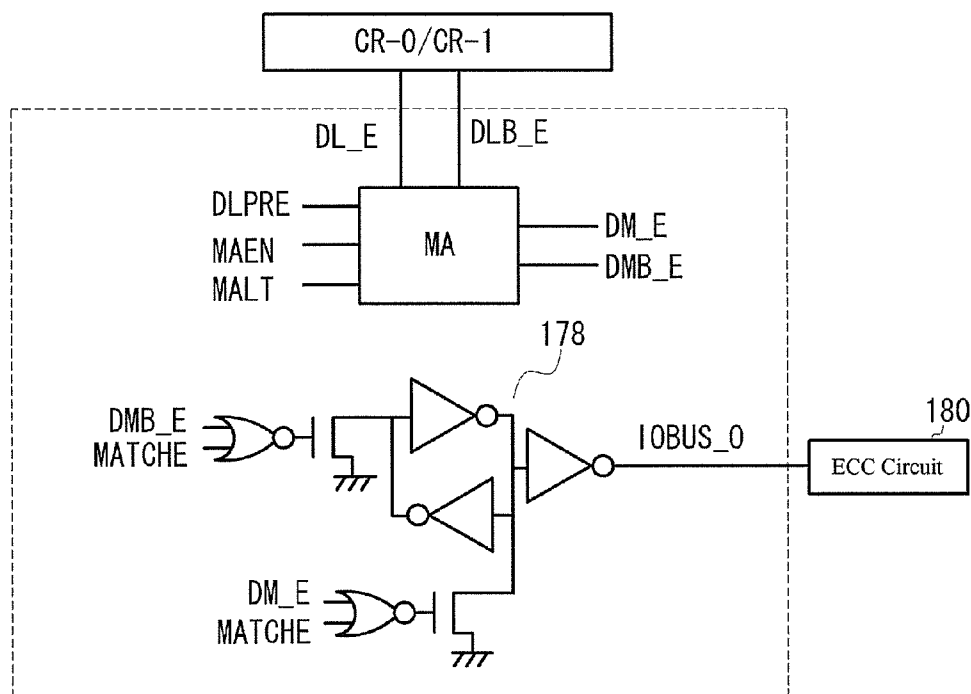 CR-0/CR-1
DL_E
DLB_E
DLPRE
MAEN
MALT
MA
DM_E
DMB_E
178
DMB_E
MATCHE
IOBUS_0
180
ECC Circuit
DM_E
MATCHE